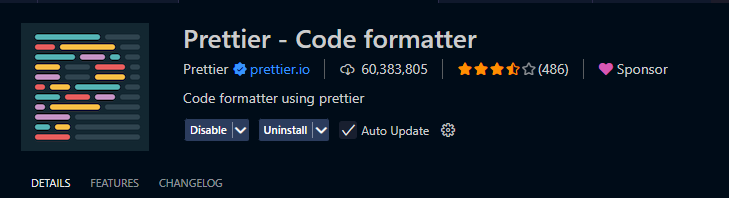 Prettier - Code formatter
Prettier prettier.io 60,383,805 (486) Sponsor
Code formatter using prettier
Disable Uninstall Auto Update
DETAILS FEATURES CHANGELOG